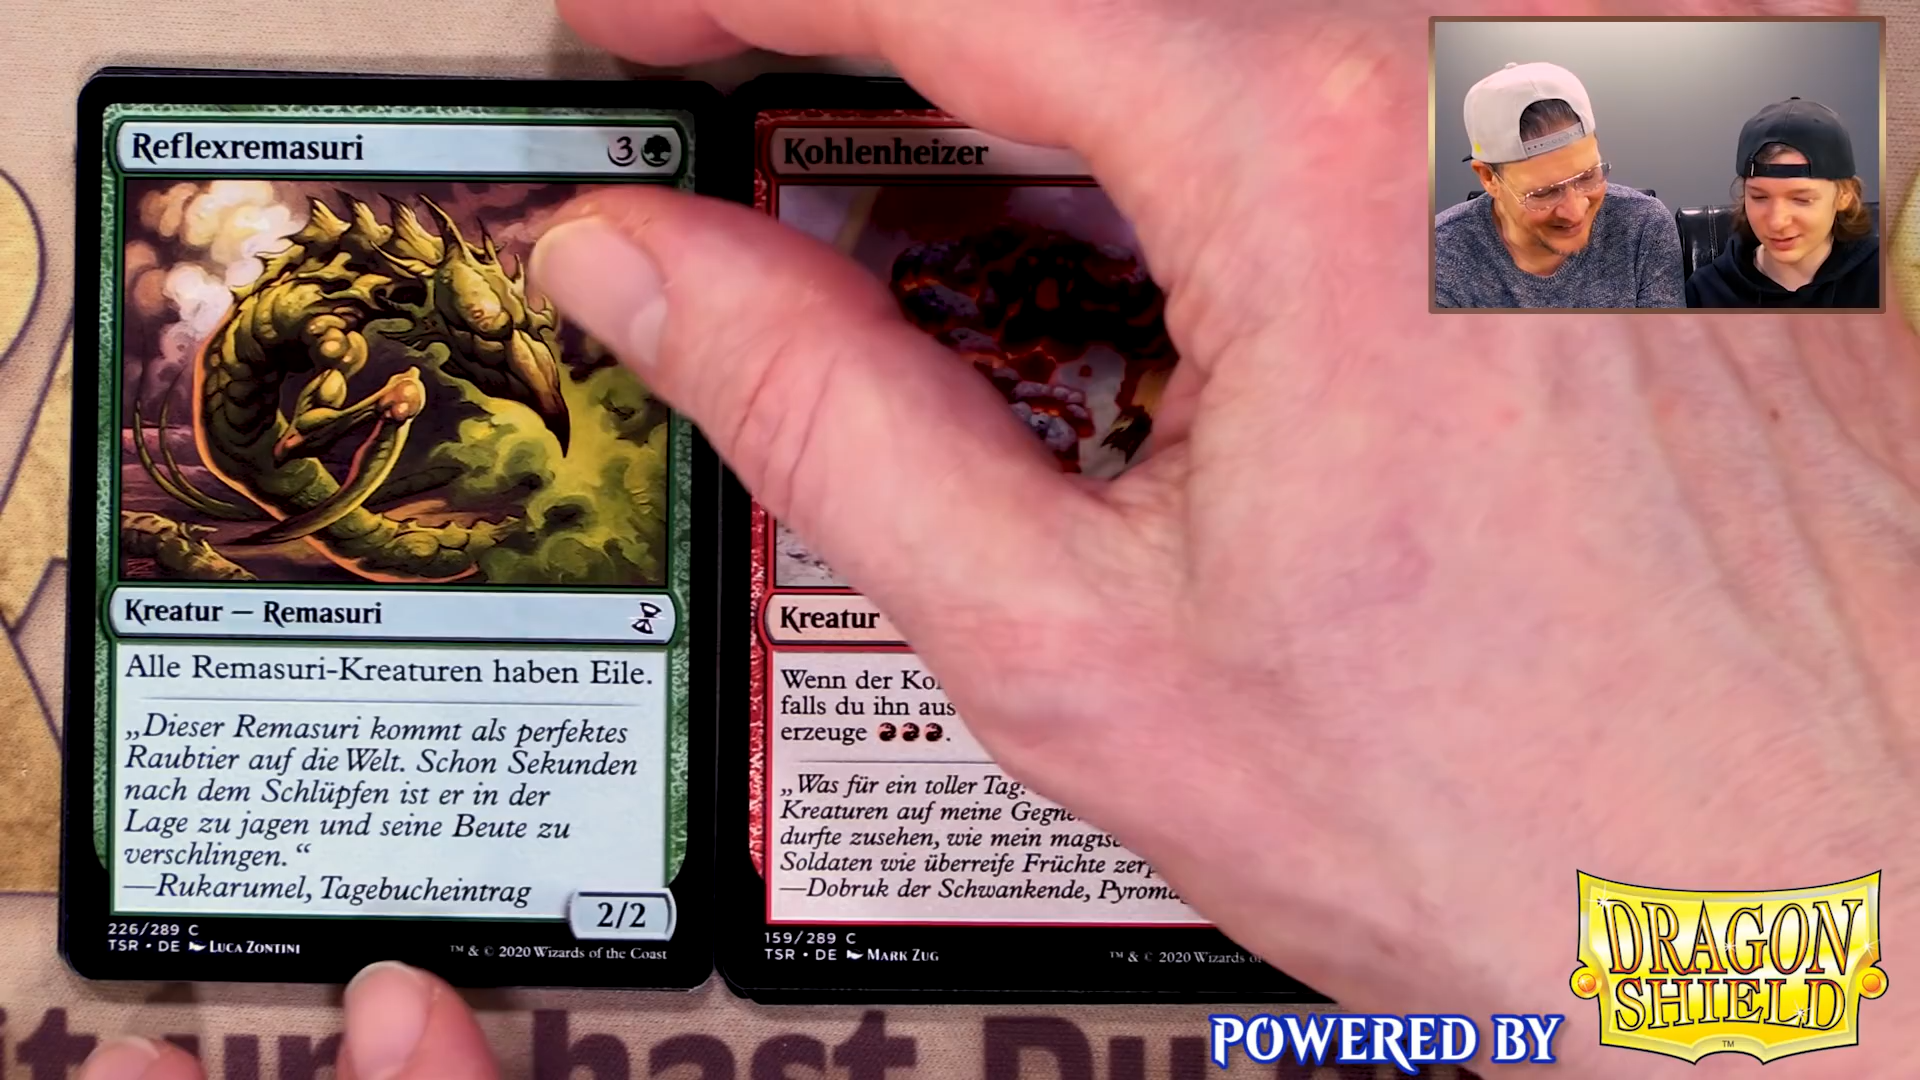 Reflexremasuri 3
Kreatur — Remasuri
Alle Remasuri-Kreaturen haben Eile.
„Dieser Remasuri kommt als perfektes
Raubtier auf die Welt. Schon Sekunden
nach dem Schlüpfen ist er in der
Lage zu jagen und seine Beute zu
verschlingen.“
—Rukarumel, Tagebucheintrag
2/2
226/289 C
TSR • DE Luca Zontini
™ & © 2020 Wizards of the Coast
Kohlenheizer
Kreatur
Wenn der
falls du ihn aus
erzeuge
„Was für ein toller Tag:
Kreaturen auf meine
durfte zusehen, wie mein
Soldaten wie überreife Früchte
—Dobruk der Schwankende,
159/289 C
TSR • DE Mark Zug
™ & © 2020 Wizards
hast
POWERED BY
DRAGON
SHIELD
™